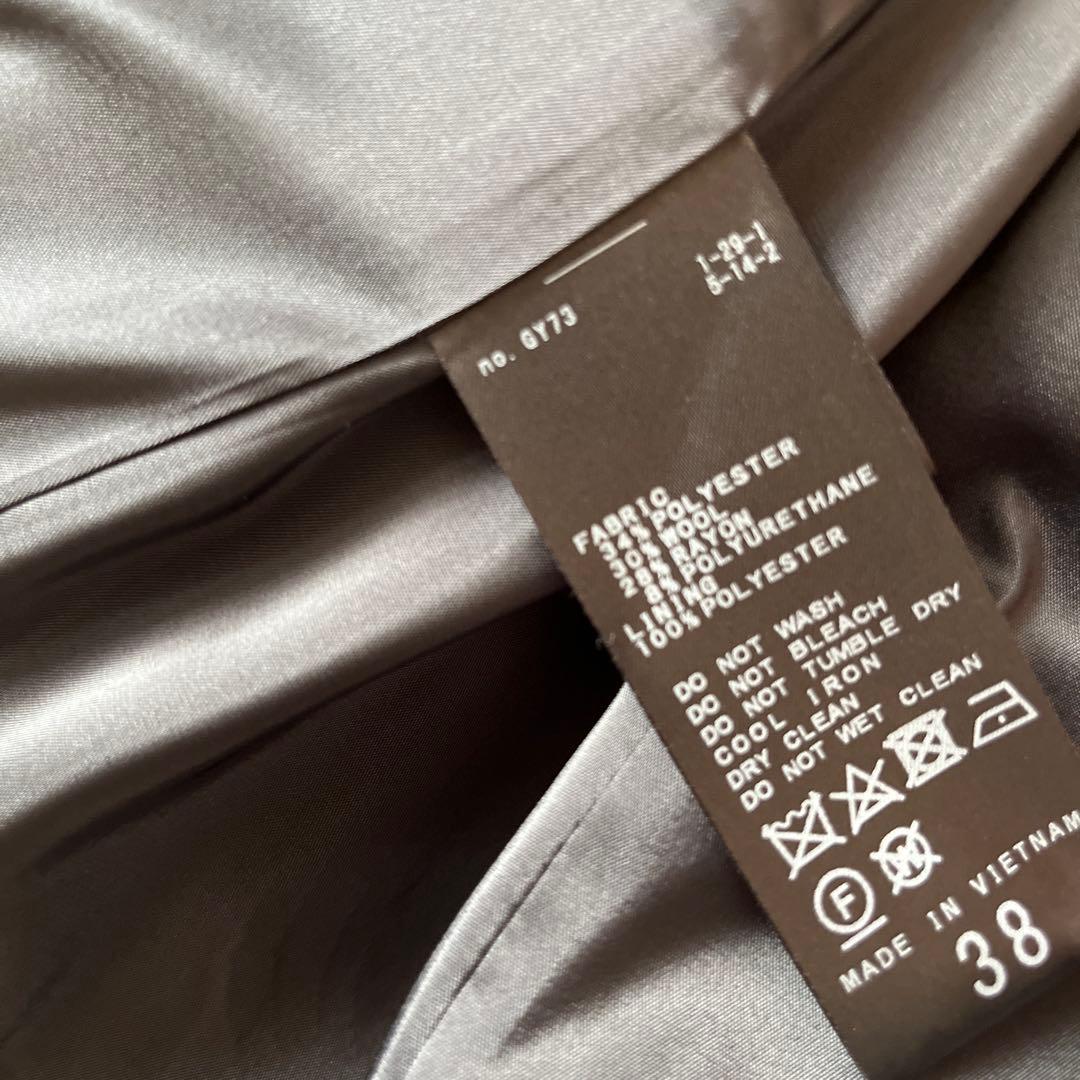 1-29-1
5-14-2
no. GY73
FABRIC
34% POLYESTER
30% WOOL
28% RAYON
8% POLYURETHANE
LINING
100% POLYESTER
DO NOT WASH
DO NOT BLEACH
DO NOT TUMBLE DRY
COOL IRON
DRY CLEAN
DO NOT WET CLEAN
F W
MADE IN VIETNAM
38